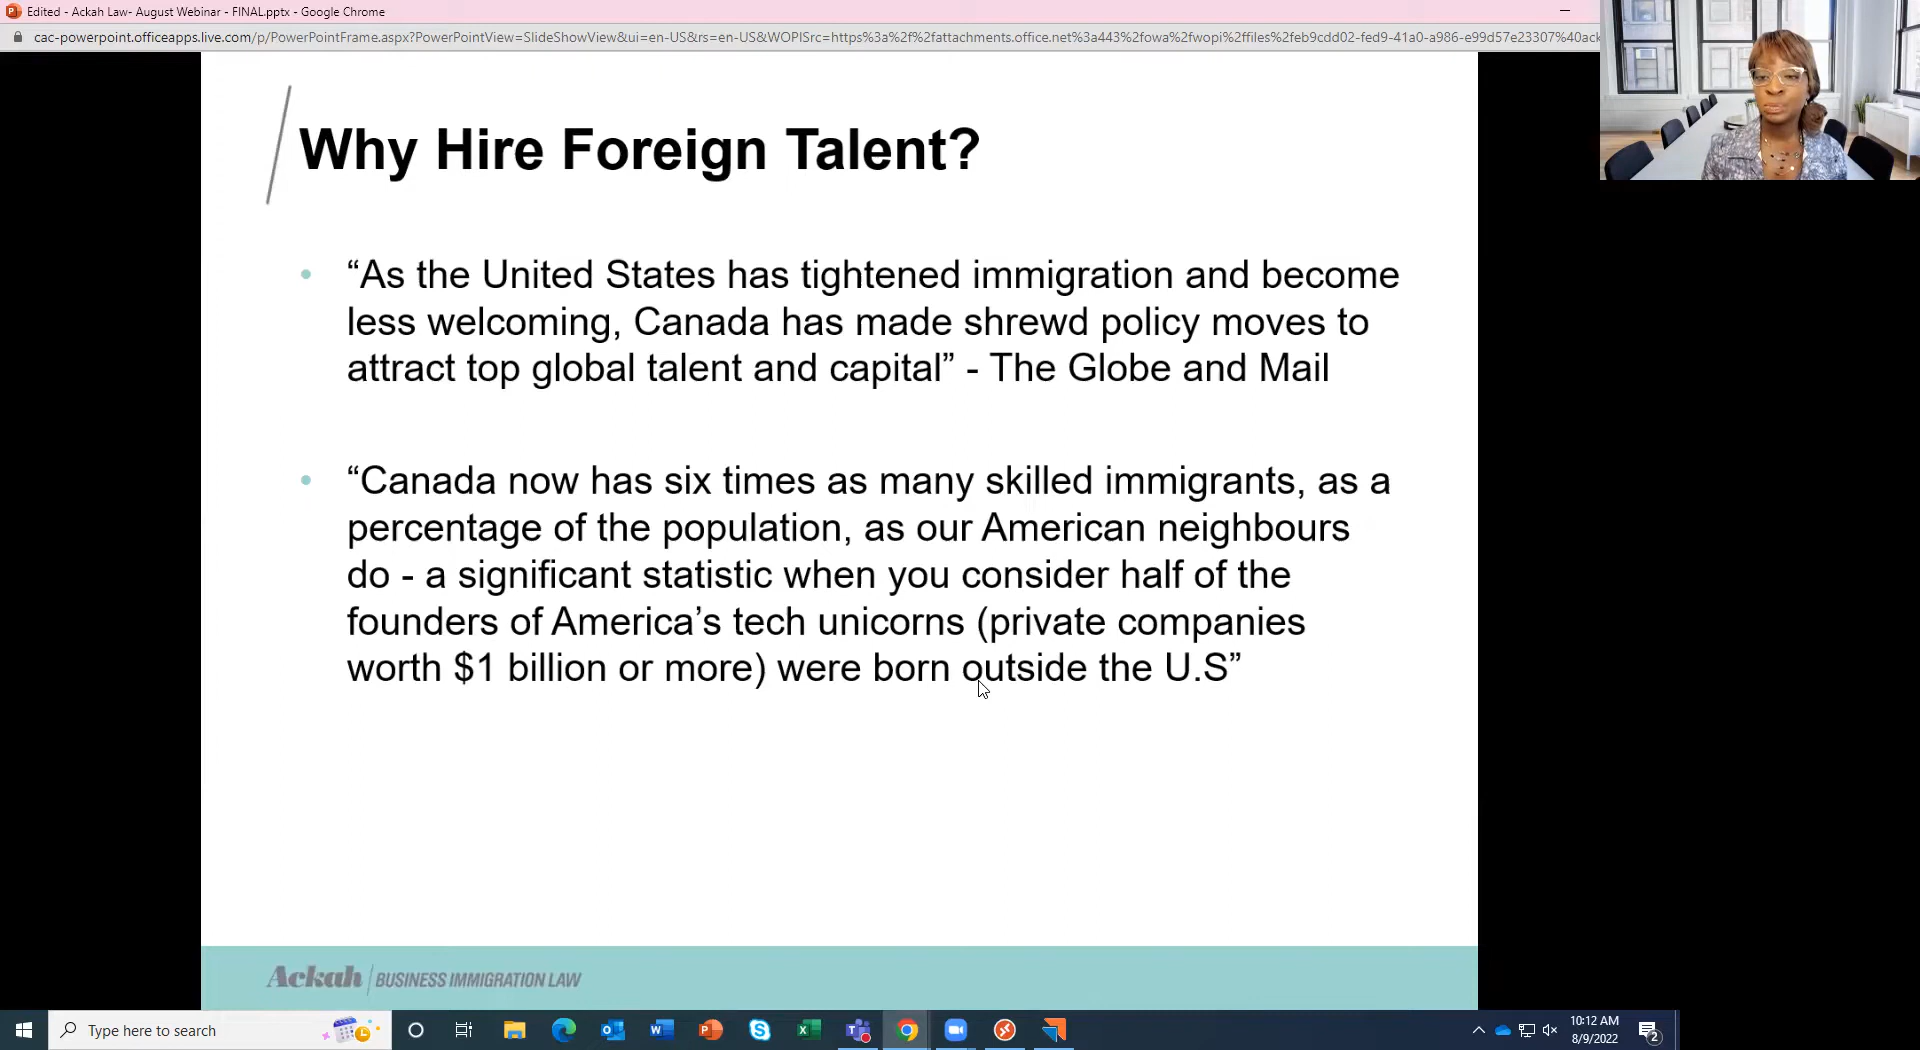 Edited - Ackah Law- August Webinar - FINAL.pptx - Google Chrome
cac-powerpoint.officeapps.live.com/p/PowerPointFrame.aspx?PowerPointView=SlideShowView&ui=en-US&rs=en-US&WOPISrc=https%3a%2f%2fattachments.office.net%3a443%2fowa%2fwopi%2ffiles%2feb9cdd02-fed9-41a0-a986-e99d57e23307%40ack
Why Hire Foreign Talent?
• “As the United States has tightened immigration and become
less welcoming, Canada has made shrewd policy moves to
attract top global talent and capital” - The Globe and Mail
• “Canada now has six times as many skilled immigrants, as a
percentage of the population, as our American neighbours
do - a significant statistic when you consider half of the
founders of America’s tech unicorns (private companies
worth $1 billion or more) were born outside the U.S”
Ackah | BUSINESS IMMIGRATION LAW
Type here to search
10:12 AM
8/9/2022
2